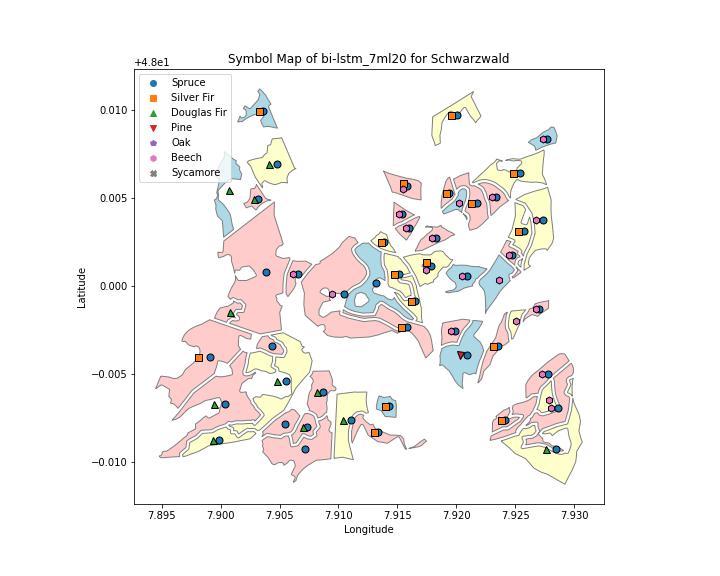 Symbol Map of bi-lstm_7ml20 for Schwarzwald
+4.8e1
Spruce
Silver Fir
Douglas Fir
Pine
Oak
Beech
Sycamore
0.010
0.005
0.000
−0.005
−0.010
Latitude
7.895 7.900 7.905 7.910 7.915 7.920 7.925 7.930
Longitude